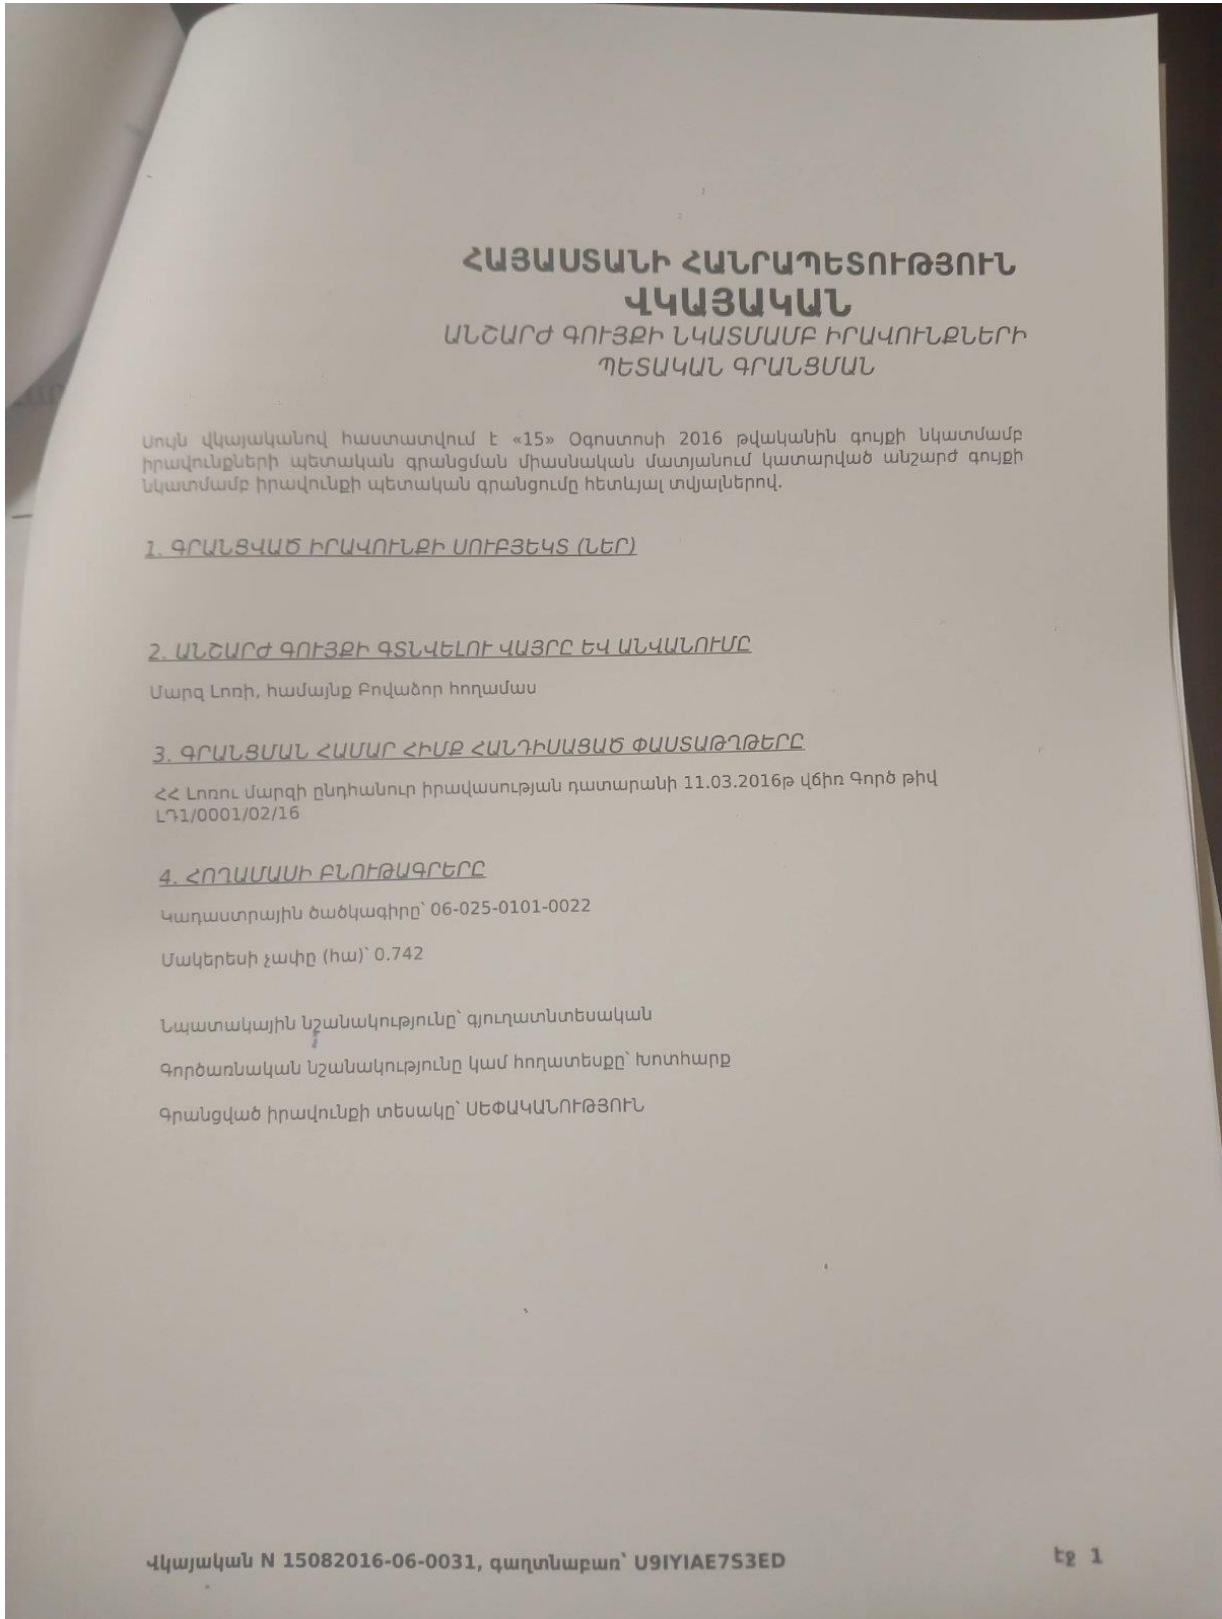 ՀԱՅԱՍՏԱՆԻ ՀԱՆՐԱՊԵՏՈՒԹՅՈՒՆ
ՎԿԱՅԱԿԱՆ
ԱՆՇԱՐԺ ԳՈՒՅՔԻ ՆԿԱՏՄԱՄԲ ԻՐԱՎՈՒՆՔՆԵՐԻ
ՊԵՏԱԿԱՆ ԳՐԱՆՑՄԱՆ
Սույն վկայականով հաստատվում է «15» Օգոստոսի 2016 թվականին գույքի նկատմամբ
իրավունքների պետական գրանցման միասնական մատյանում կատարված անշարժ գույքի
նկատմամբ իրավունքի պետական գրանցումը հետևյալ տվյալներով.
1. ԳՐԱՆՑՎԱԾ ԻՐԱՎՈՒՆՔԻ ՍՈՒԲՅԵԿՏ (ՆԵՐ)
2. ԱՆՇԱՐԺ ԳՈՒՅՔԻ ԳՏՆՎԵԼՈՒ ՎԱՅՐԸ ԵՎ ԱՆՎԱՆՈՒՄԸ
Մարզ Լոռի, համայնք Բովաձոր հողամաս
3. ԳՐԱՆՑՄԱՆ ՀԱՄԱՐ ՀԻՄՔ ՀԱՆԴԻՍԱՑԱԾ ՓԱՍՏԱԹՂԹԵՐԸ
ՀՀ Լոռու մարզի ընդհանուր իրավասության դատարանի 11.03.2016թ վճիռ Գործ թիվ
ԼԴ1/0001/02/16
4. ՀՈՂԱՄԱՍԻ ԲՆՈՒԹԱԳՐԵՐԸ
Կադաստրային ծածկագիրը՝ 06-025-0101-0022
Մակերեսի չափը (հա)՝ 0.742
Նպատակային նշանակությունը՝ գյուղատնտեսական
Գործառնական նշանակությունը կամ հողատեսքը՝ Խոտհարք
Գրանցված իրավունքի տեսակը՝ ՍԵՓԱԿԱՆՈՒԹՅՈՒՆ
Վկայական N 15082016-06-0031, գաղտնաբառ՝ U9IYIAE7S3ED
Էջ 1